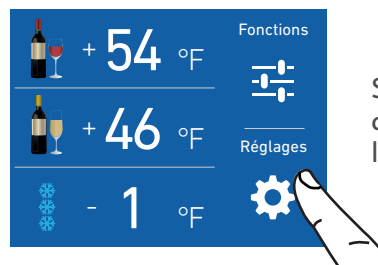 + 54 °F
Fonctions
+ 46 °F
Réglages
- 1 °F